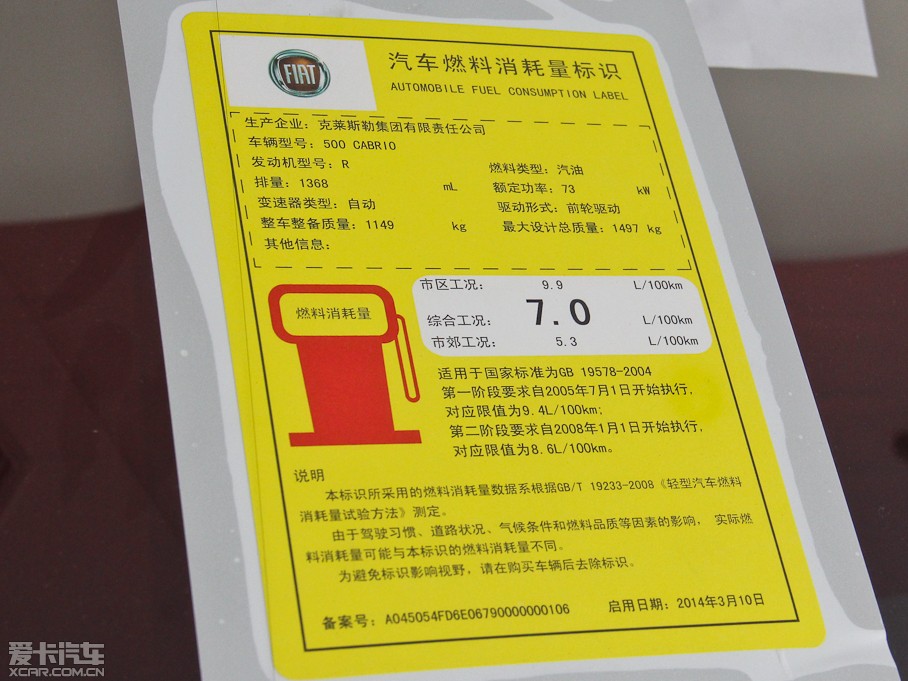 FIAT
汽车燃料消耗量标识
AUTOMOBILE FUEL CONSUMPTION LABEL
生产企业：克莱斯勒集团有限责任公司
车辆型号：500 CABRIO
发动机型号：R 燃料类型：汽油
排量：1368 mL 额定功率：73 kW
变速器类型：自动 驱动形式：前轮驱动
整车整备质量：1149 kg 最大设计总质量：1497 kg
其他信息：
燃料消耗量
市区工况： 9.9 L/100km
综合工况： 7.0 L/100km
市郊工况： 5.3 L/100km
适用于国家标准为GB 19578-2004
第一阶段要求自2005年7月1日开始执行，
对应限值为9.4L/100km；
第二阶段要求自2008年1月1日开始执行，
对应限值为8.6L/100km。
说明
本标识所采用的燃料消耗量数据系根据GB/T 19233-2008《轻型汽车燃料
消耗量试验方法》测定。
由于驾驶习惯、道路状况、气候条件和燃料品质等因素的影响， 实际燃
料消耗量可能与本标识的燃料消耗量不同。
为避免标识影响视野，请在购买车辆后去除标识。
备案号：A045054FD6E06790000000106 启用日期：2014年3月10日
爱卡汽车
XCAR.COM.CN